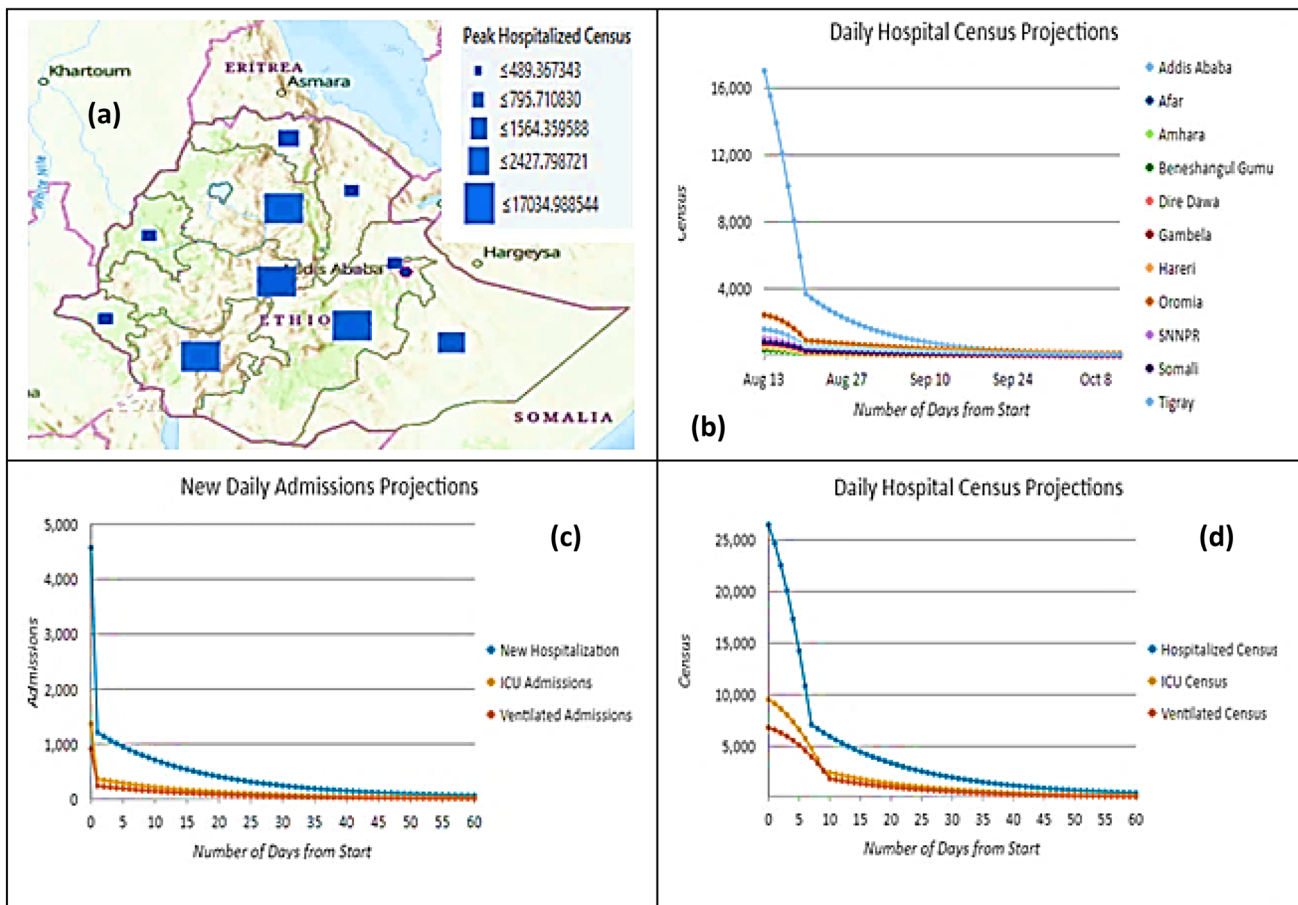 (a)
Khartoum
ERITREA
Asmara
White Nile
Addis Ababa
Hargeysa
ETHIO
SOMALIA
Peak Hospitalized Census
≤489.367343
≤795.710830
≤1564.359588
≤2427.798721
≤17034.988544
Daily Hospital Census Projections
16,000
12,000
8,000
4,000
Census
Aug 13
Aug 27
Sep 10
Sep 24
Oct 8
Number of Days from Start
(b)
Addis Ababa
Afar
Amhara
Beneshangul Gumu
Dire Dawa
Gambela
Hareri
Oromia
SNNPR
Somali
Tigray
New Daily Admissions Projections
(c)
5,000
4,000
3,000
2,000
1,000
0
Admissions
0 5 10 15 20 25 30 35 40 45 50 55 60
Number of Days from Start
New Hospitalization
ICU Admissions
Ventilated Admissions
Daily Hospital Census Projections
(d)
25,000
20,000
15,000
10,000
5,000
Census
0 5 10 15 20 25 30 35 40 45 50 55 60
Number of Days from Start
Hospitalized Census
ICU Census
Ventilated Census